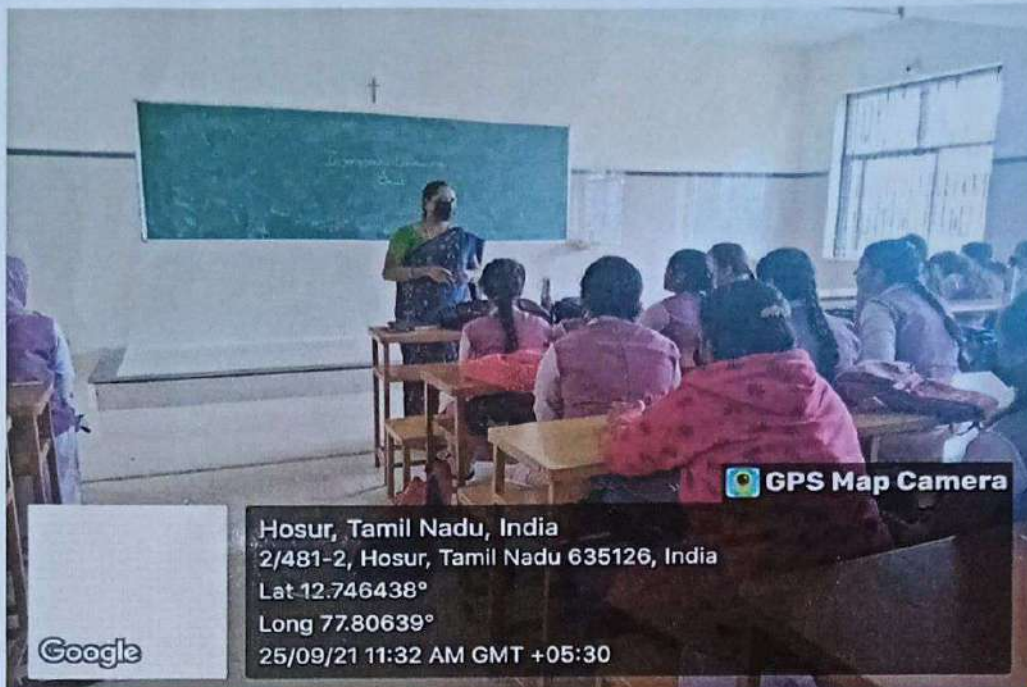 GPS Map Camera
Hosur, Tamil Nadu, India
2/481-2, Hosur, Tamil Nadu 635126, India
Lat 12.746438°
Long 77.80639°
25/09/21 11:32 AM GMT +05:30
Google